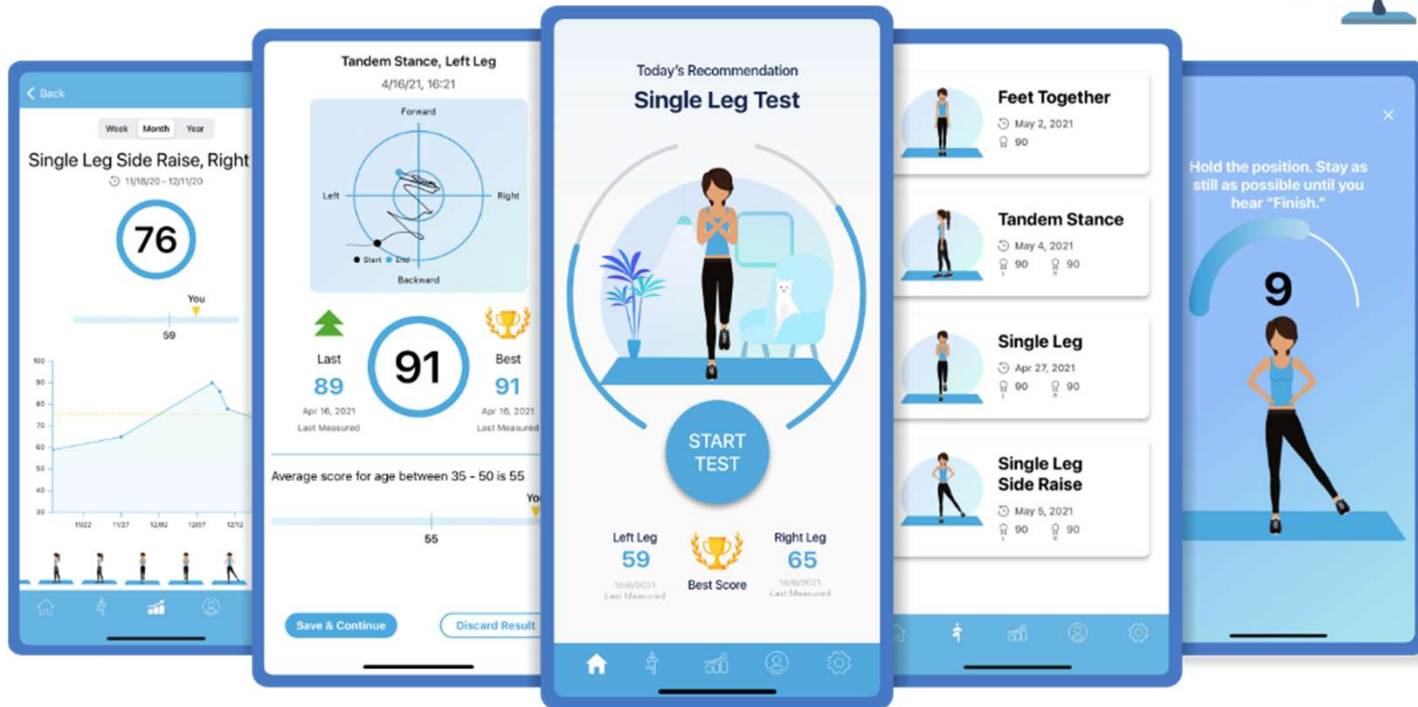 Back
Week Month Year
Single Leg Side Raise, Right
11/18/20 - 12/11/20
76
You
59
100
90
80
70
60
50
40
30
11/22 11/27 12/02 12/07 12/12
Tandem Stance, Left Leg
4/16/21, 16:21
Forward
Left Right
Start End
Backward
Last
89
Apr 16, 2021
Last Measured
91
Best
91
Apr 16, 2021
Last Measured
Average score for age between 35 - 50 is 55
You
55
Save & Continue
Discard Result
Today's Recommendation
Single Leg Test
START
TEST
Left Leg
59
18/6/2021
Last Measured
Best Score
Right Leg
65
18/6/2021
Last Measured
Feet Together
May 2, 2021
90
Tandem Stance
May 4, 2021
L 90 R 90
Single Leg
Apr 27, 2021
L 90 R 90
Single Leg
Side Raise
May 5, 2021
L 90 R 90
Hold the position. Stay as
still as possible until you
hear "Finish."
9